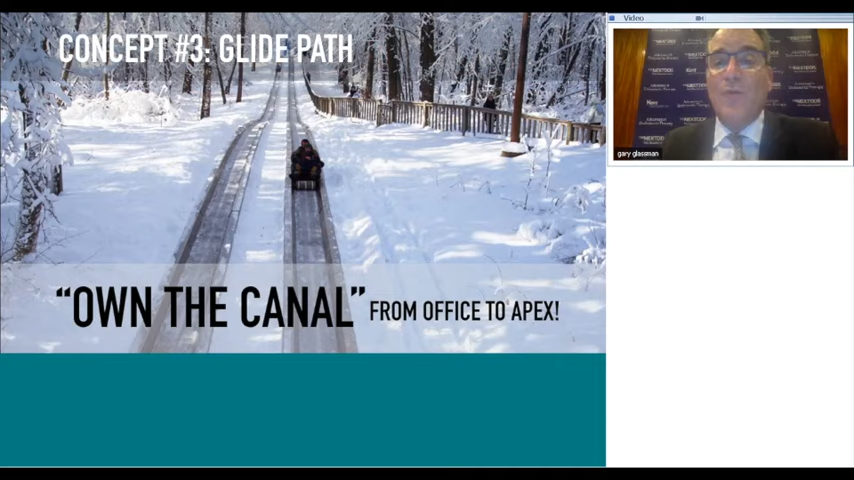 CONCEPT #3: GLIDE PATH
“OWN THE CANAL” FROM OFFICE TO APEX!
Video
gary glassman